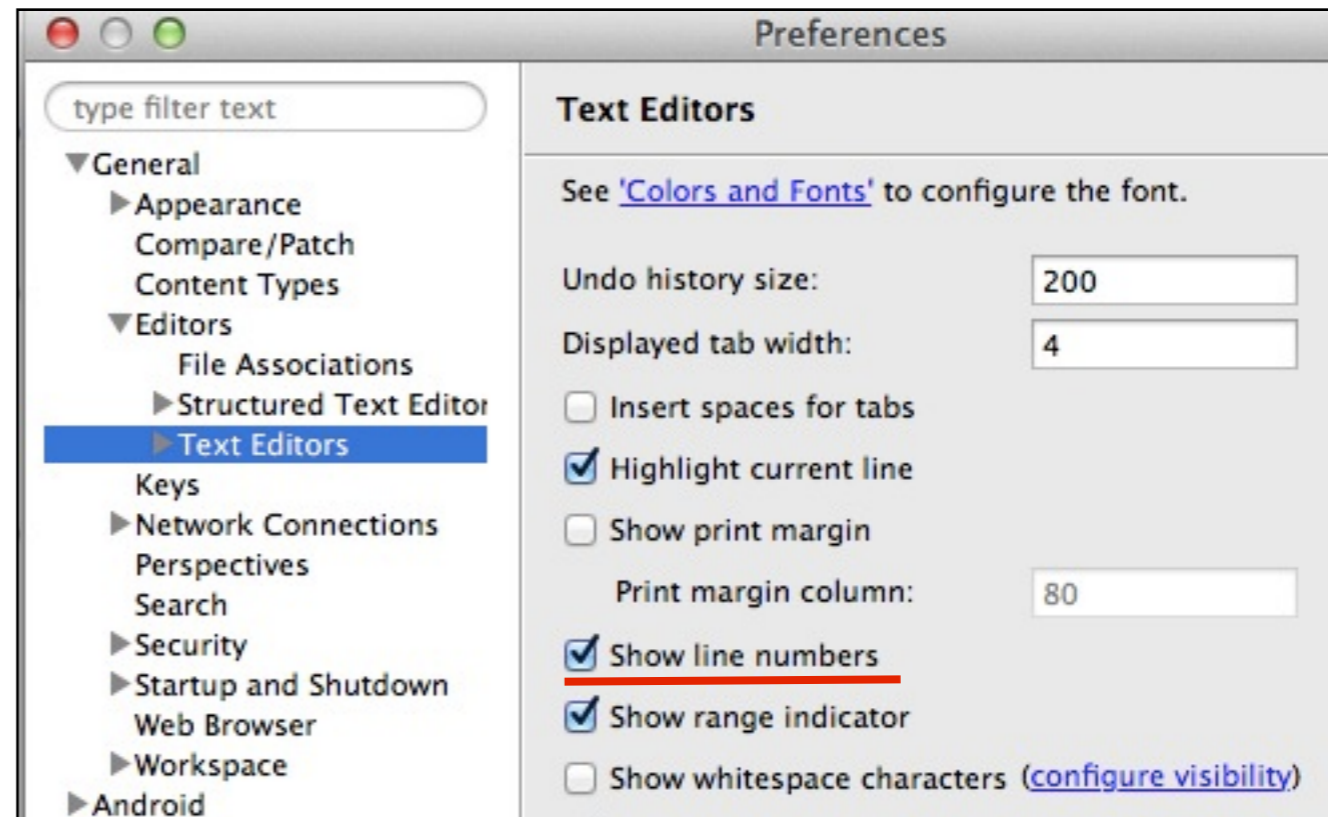 Preferences
type filter text
General
Appearance
Compare/Patch
Content Types
Editors
File Associations
Structured Text Editor
Text Editors
Keys
Network Connections
Perspectives
Search
Security
Startup and Shutdown
Web Browser
Workspace
Android
Text Editors
See 'Colors and Fonts' to configure the font.
Undo history size: 200
Displayed tab width: 4
Insert spaces for tabs
Highlight current line
Show print margin
Print margin column: 80
Show line numbers
Show range indicator
Show whitespace characters (configure visibility)